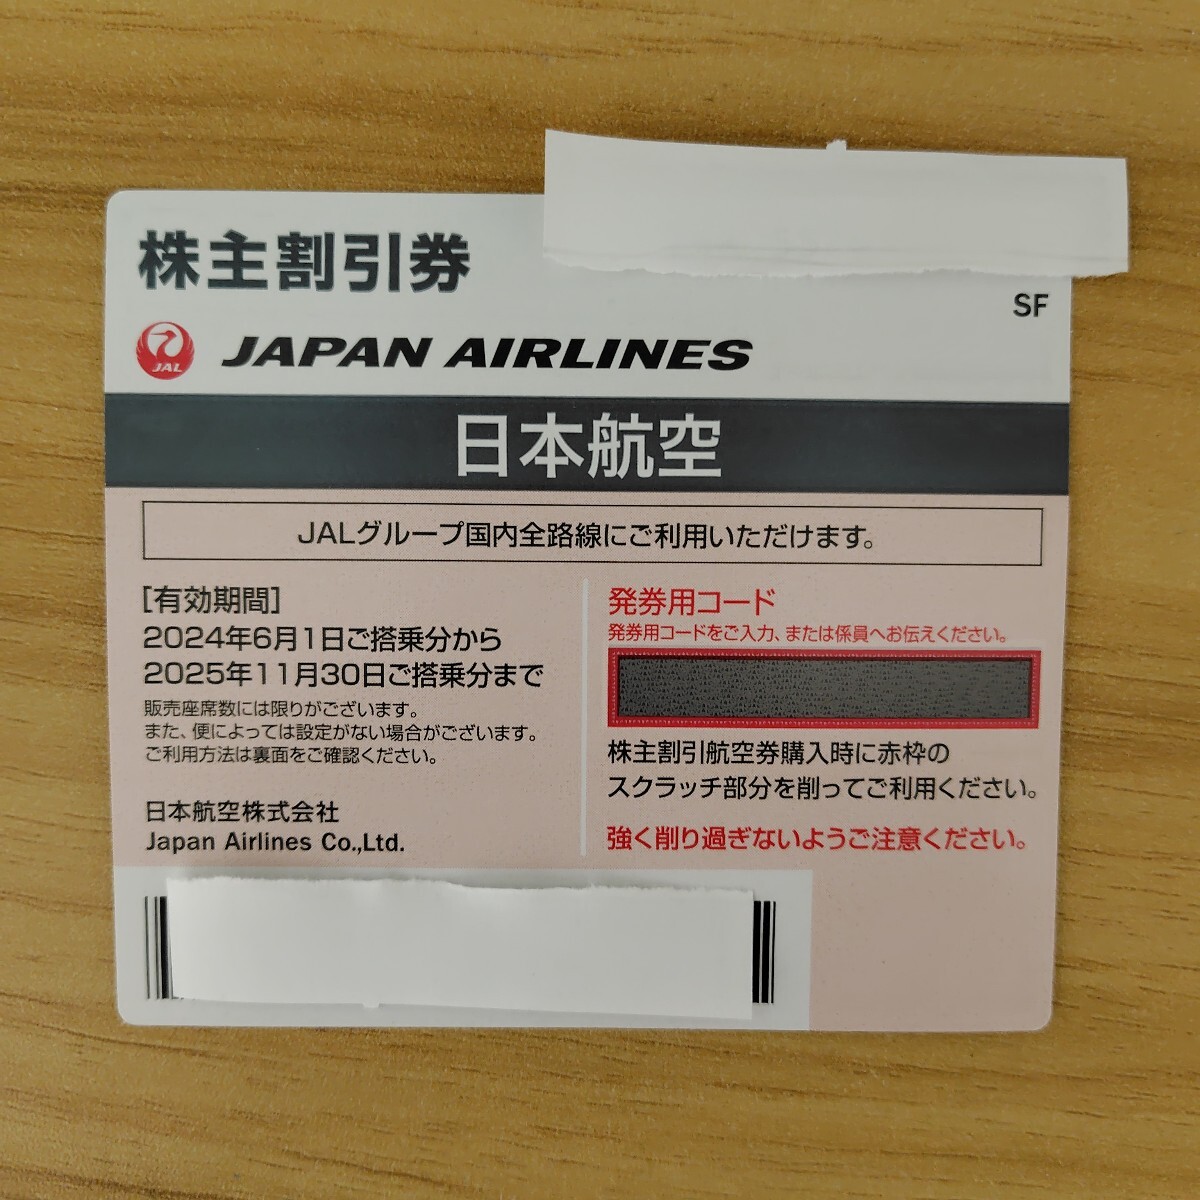 株主割引券
SF
JAL JAPAN AIRLINES
日本航空
JALグループ国内全路線にご利用いただけます。
[有効期間]
2024年6月1日ご搭乗分から
2025年11月30日ご搭乗分まで
販売座席数には限りがございます。
また、便によっては設定がない場合がございます。
ご利用方法は裏面をご確認ください。
日本航空株式会社
Japan Airlines Co.,Ltd.
発券用コード
発券用コードをご入力、または係員へお伝えください。
株主割引航空券購入時に赤枠の
スクラッチ部分を削ってご利用ください。
強く削り過ぎないようご注意ください。